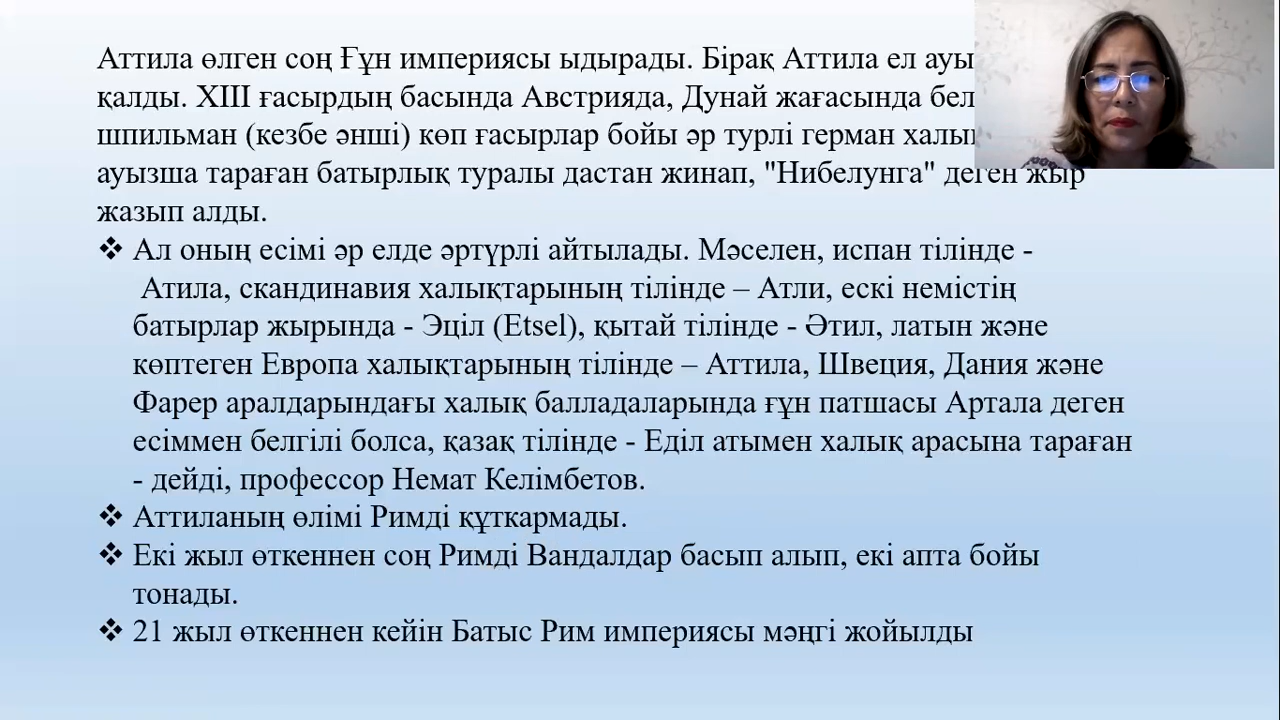 Аттила өлген соң Ғұн империясы ыдырады. Бірақ Аттила ел
қалды. XIII ғасырдың басында Австрияда, Дунай жағасында
шпильман (кезбе әнші) көп ғасырлар бойы әр турлі герман
ауызша тараған батырлық туралы дастан жинап, "Нибелунга" деген жыр
жазып алды.
❖ Ал оның есімі әр елде әртүрлі айтылады. Мәселен, испан тілінде -
Атила, скандинавия халықтарының тілінде – Атли, ескі немістің
батырлар жырында - Эціл (Etsel), қытай тілінде - Әтил, латын және
көптеген Европа халықтарының тілінде – Аттила, Швеция, Дания және
Фарер аралдарындағы халық балладаларында ғұн патшасы Артала деген
есіммен белгілі болса, қазақ тілінде - Еділ атымен халық арасына тараған
- дейді, профессор Немат Келімбетов.
❖ Аттиланың өлімі Римді құткармады.
❖ Екі жыл өткеннен соң Римді Вандалдар басып алып, екі апта бойы
тонады.
❖ 21 жыл өткеннен кейін Батыс Рим империясы мәңгі жойылды